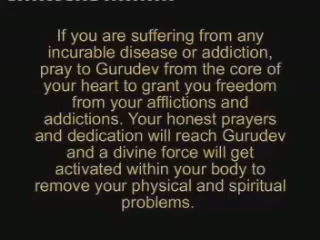 If you are suffering from any
incurable disease or addiction,
pray to Gurudev from the core of
your heart to grant you freedom
from your afflictions and
addictions. Your honest prayers
and dedication will reach Gurudev
and a divine force will get
activated within your body to
remove your physical and spiritual
problems.